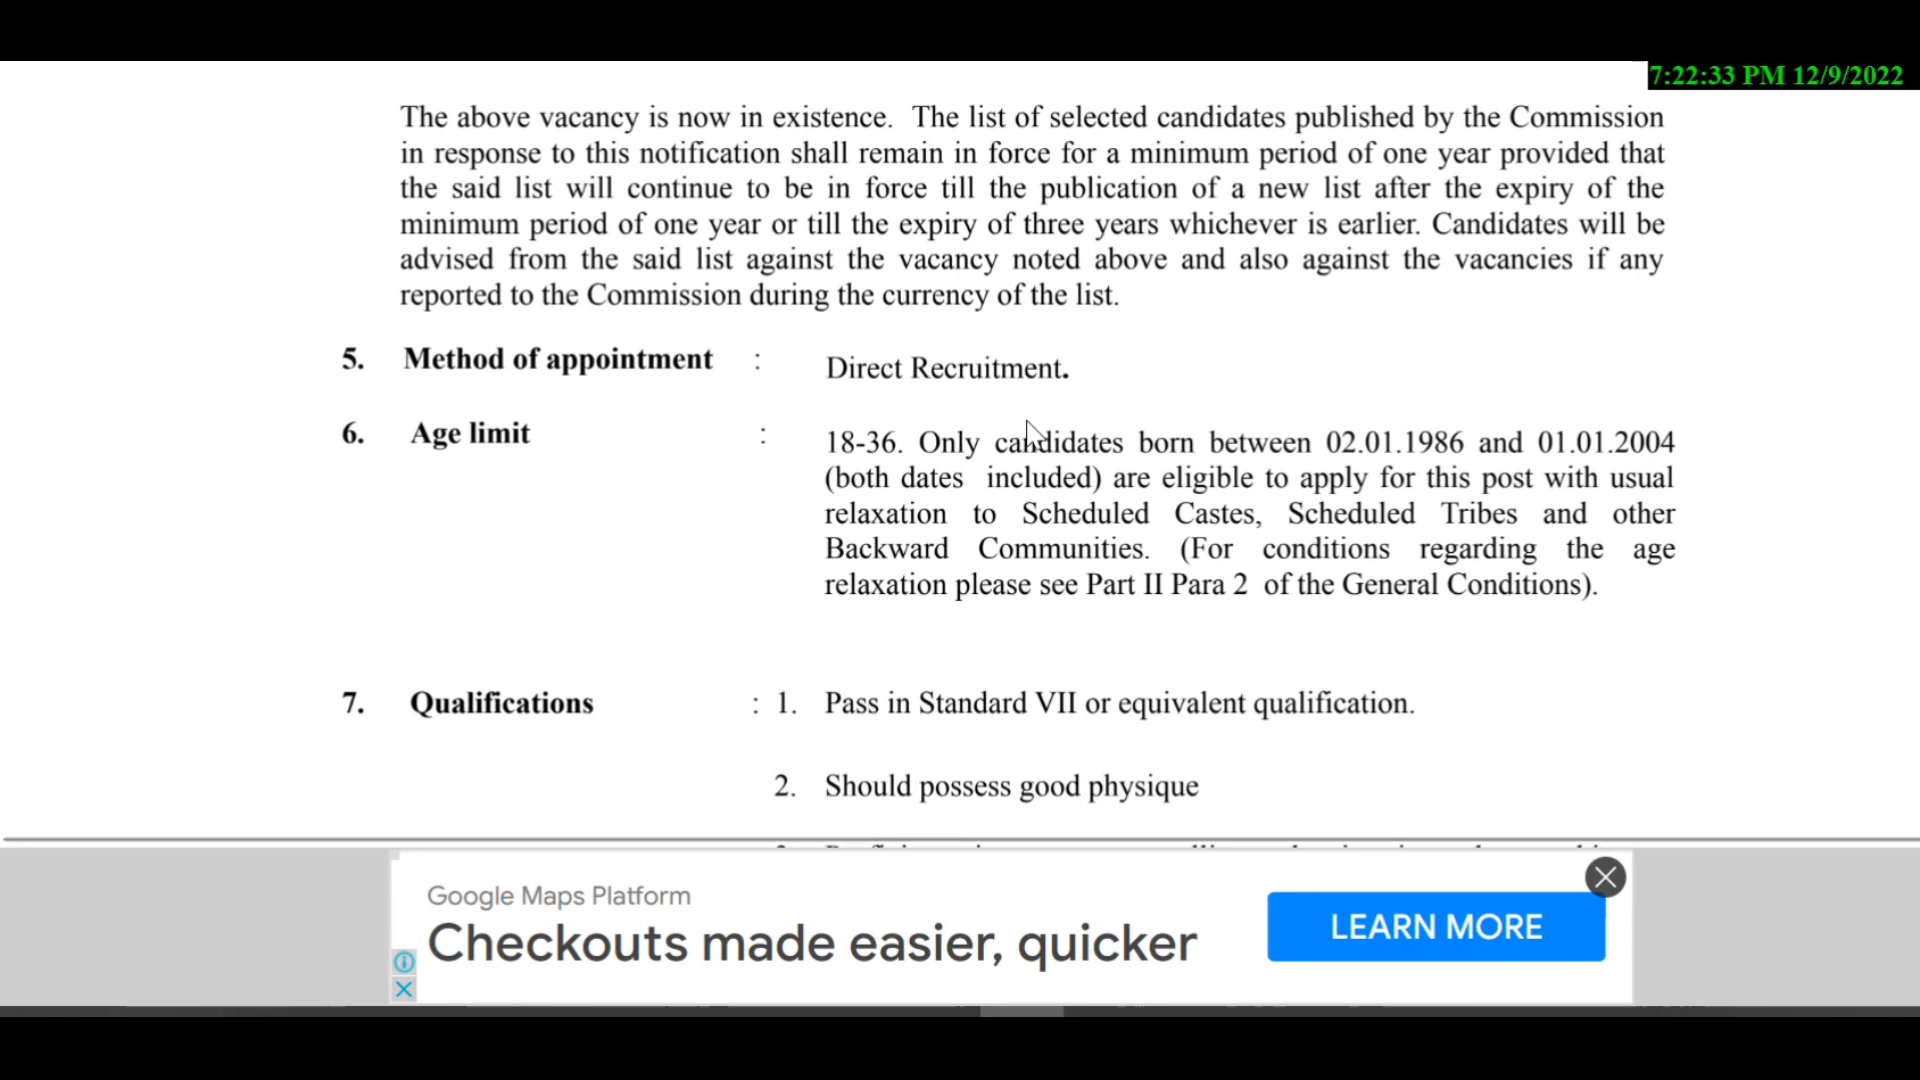 7:22:33 PM 12/9/2022
The above vacancy is now in existence. The list of selected candidates published by the Commission
in response to this notification shall remain in force for a minimum period of one year provided that
the said list will continue to be in force till the publication of a new list after the expiry of the
minimum period of one year or till the expiry of three years whichever is earlier. Candidates will be
advised from the said list against the vacancy noted above and also against the vacancies if any
reported to the Commission during the currency of the list.
5. Method of appointment : Direct Recruitment.
6. Age limit : 18-36. Only candidates born between 02.01.1986 and 01.01.2004
(both dates included) are eligible to apply for this post with usual
relaxation to Scheduled Castes, Scheduled Tribes and other
Backward Communities. (For conditions regarding the age
relaxation please see Part II Para 2 of the General Conditions).
7. Qualifications : 1. Pass in Standard VII or equivalent qualification.
2. Should possess good physique
Google Maps Platform
Checkouts made easier, quicker
LEARN MORE